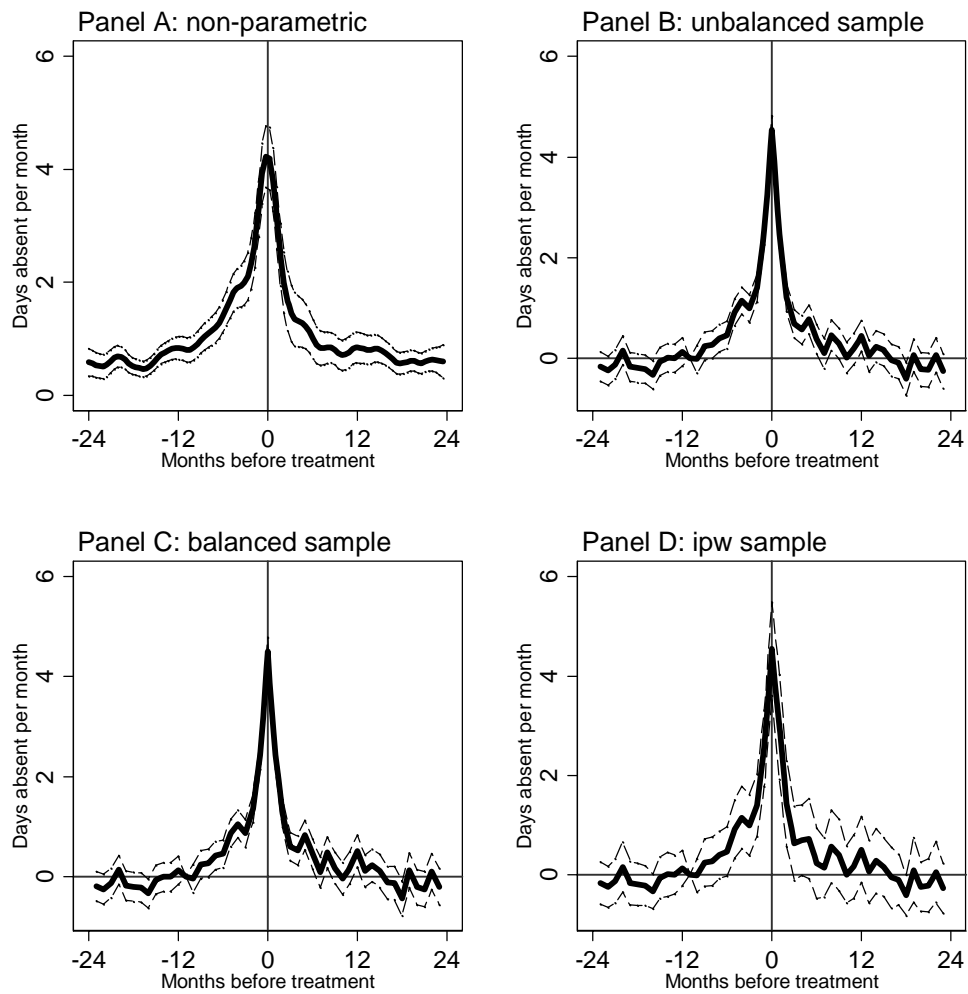 Panel A: non-parametric
Days absent per month
6
4
2
0
-24 -12 0 12 24
Months before treatment
Panel B: unbalanced sample
Days absent per month
6
4
2
0
-24 -12 0 12 24
Months before treatment
Panel C: balanced sample
Days absent per month
6
4
2
0
-24 -12 0 12 24
Months before treatment
Panel D: ipw sample
Days absent per month
6
4
2
0
-24 -12 0 12 24
Months before treatment